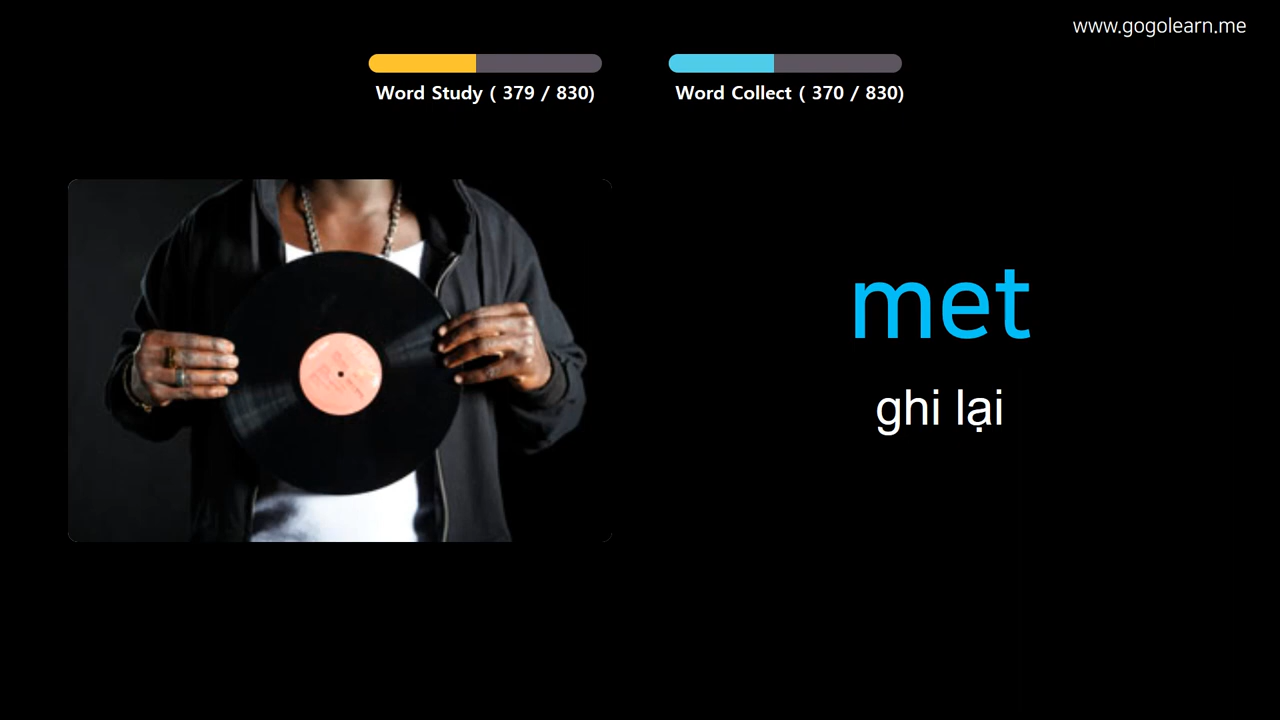 www.gogolearn.me
Word Study ( 379 / 830)
Word Collect ( 370 / 830)
met
ghi lại